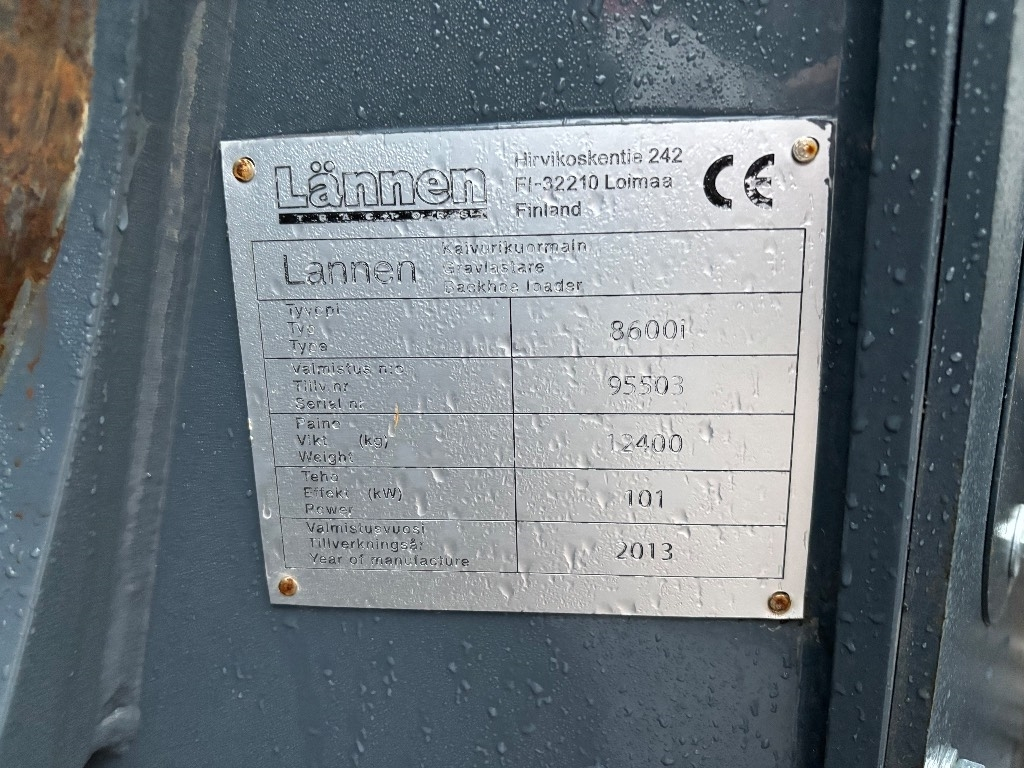 Lännen
TRACTORS
Hirvikoskentie 242
FI-32210 Loimaa
Finland
CE
Lännen
Kaivurikuormain
Grävlastare
Backhoe loader
Tyyppi
Typ
Type
8600i
Valmistus n:o
Tillv.nr
Serial nr
95503
Paino
Vikt (kg)
Weight
12400
Teho
Effekt (kW)
Power
101
Valmistusvuosi
Tillverkningsår
Year of manufacture
2013